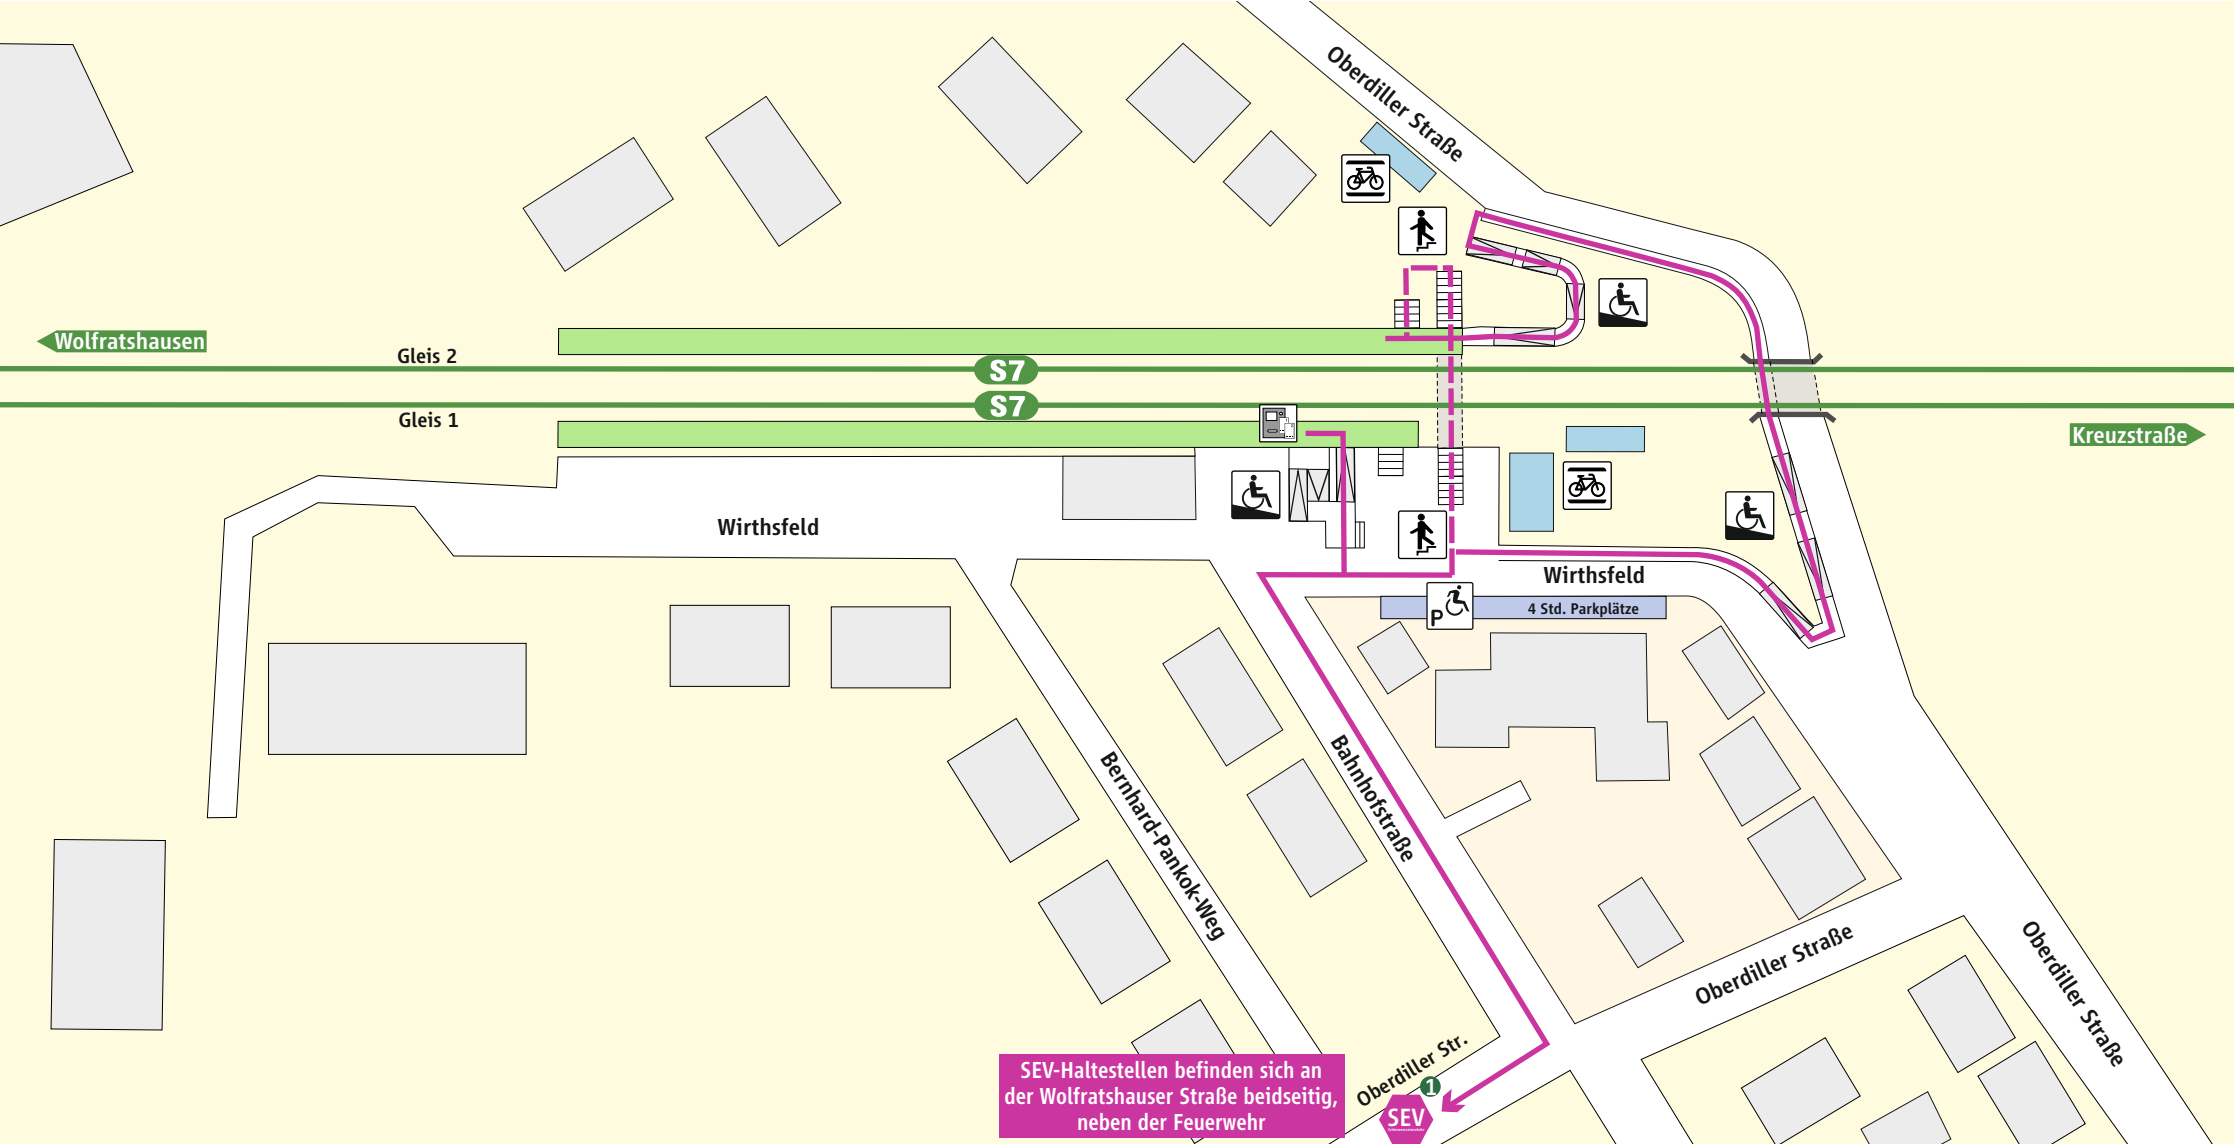 Oberdiller Straße
Wolfratshausen
Gleis 2
S7
S7
Gleis 1
Kreuzstraße
Wirthsfeld
Wirthsfeld
P
4 Std. Parkplätze
Bahnhofstraße
Bernhard-Pankok-Weg
Oberdiller Straße
Oberdiller Straße
Oberdiller Str.
SEV-Haltestellen befinden sich an
der Wolfratshauser Straße beidseitig,
neben der Feuerwehr
1
SEV